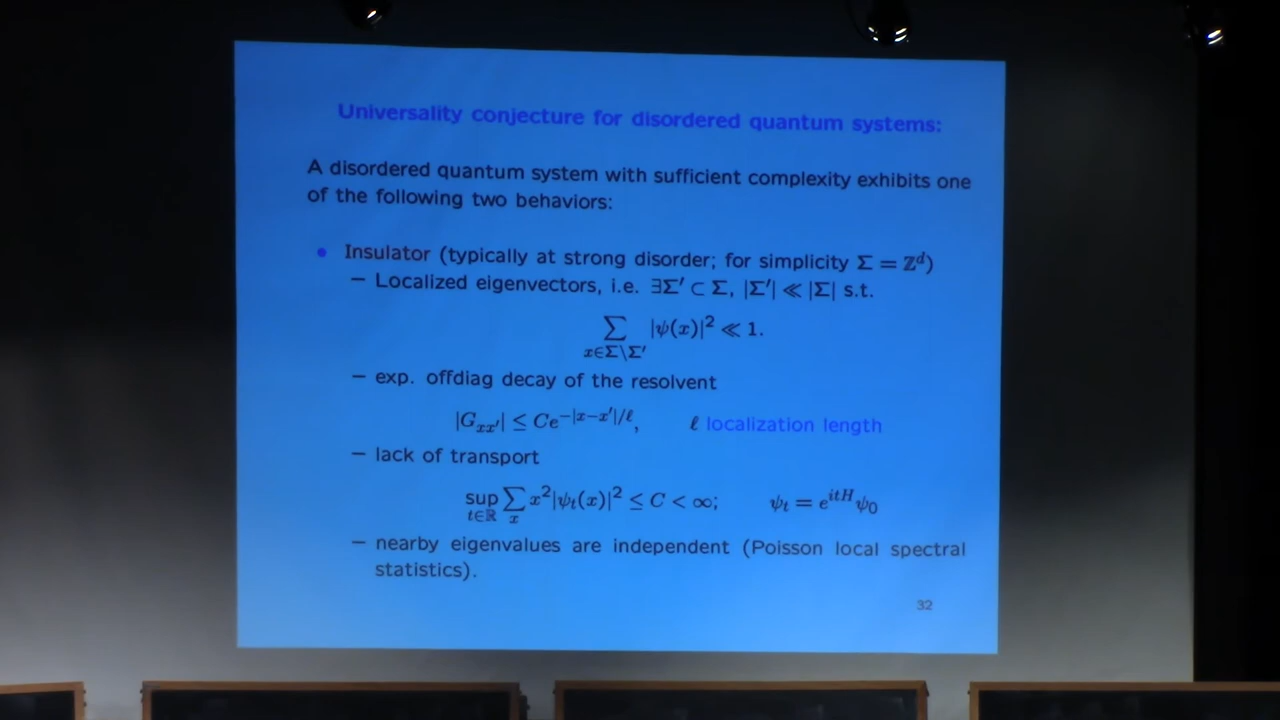 Universality conjecture for disordered quantum systems:
A disordered quantum system with sufficient complexity exhibits one
of the following two behaviors:
• Insulator (typically at strong disorder; for simplicity Σ = ℤ^d)
– Localized eigenvectors, i.e. ∃Σ′ ⊂ Σ, |Σ′| ≪ |Σ| s.t.
∑_{x∈Σ\Σ′} |ψ(x)|² ≪ 1.
– exp. offdiag decay of the resolvent
|G_{xx′}| ≤ Ce^{−|x−x′|/ℓ}, ℓ localization length
– lack of transport
sup_{t∈ℝ} ∑_x x²|ψ_t(x)|² ≤ C < ∞; ψ_t = e^{itH}ψ_0
– nearby eigenvalues are independent (Poisson local spectral
statistics).
32